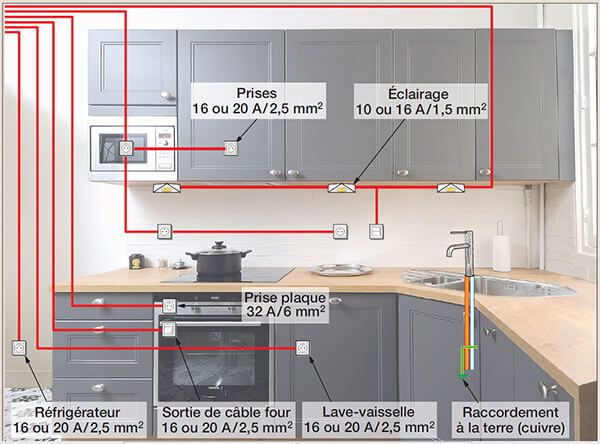 Prises
16 ou 20 A/2,5 mm²
Éclairage
10 ou 16 A/1,5 mm²
Prise plaque
32 A/6 mm²
Réfrigérateur
16 ou 20 A/2,5 mm²
Sortie de câble four
16 ou 20 A/2,5 mm²
Lave-vaisselle
16 ou 20 A/2,5 mm²
Raccordement
à la terre (cuivre)